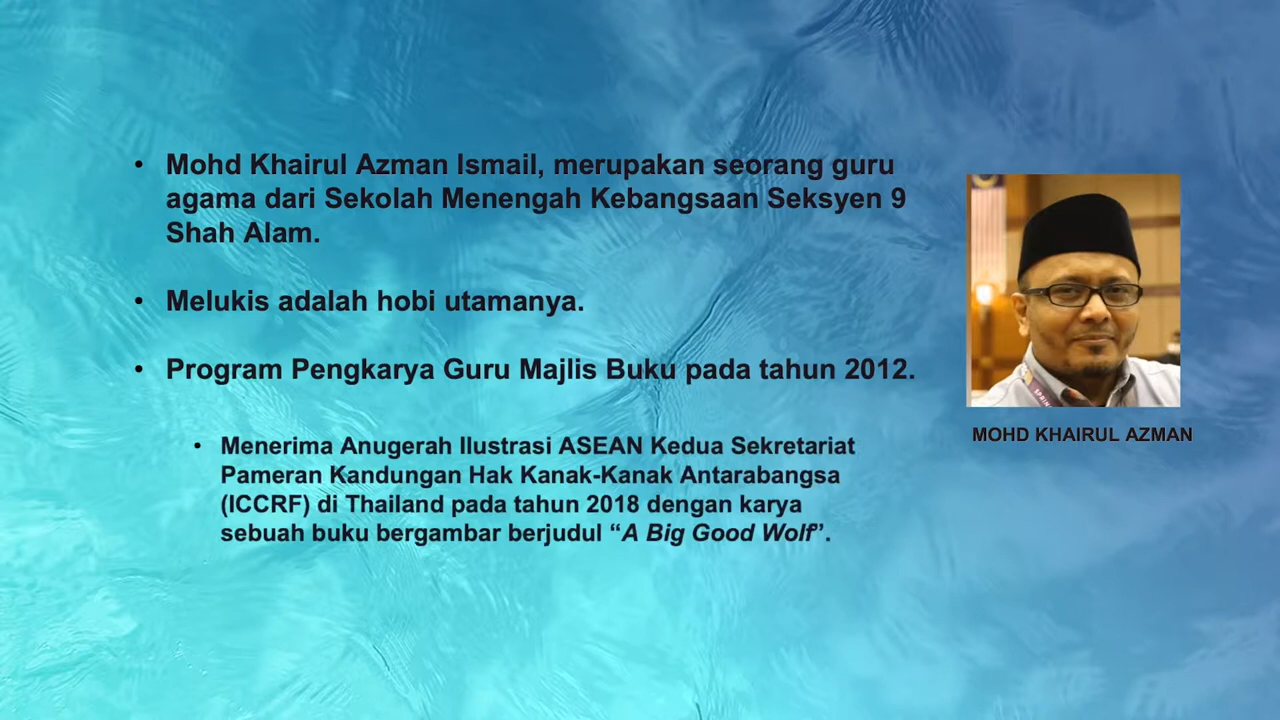 • Mohd Khairul Azman Ismail, merupakan seorang guru
agama dari Sekolah Menengah Kebangsaan Seksyen 9
Shah Alam.
• Melukis adalah hobi utamanya.
• Program Pengkarya Guru Majlis Buku pada tahun 2012.
• Menerima Anugerah Ilustrasi ASEAN Kedua Sekretariat
Pameran Kandungan Hak Kanak-Kanak Antarabangsa
(ICCRF) di Thailand pada tahun 2018 dengan karya
sebuah buku bergambar berjudul “A Big Good Wolf”.
MOHD KHAIRUL AZMAN